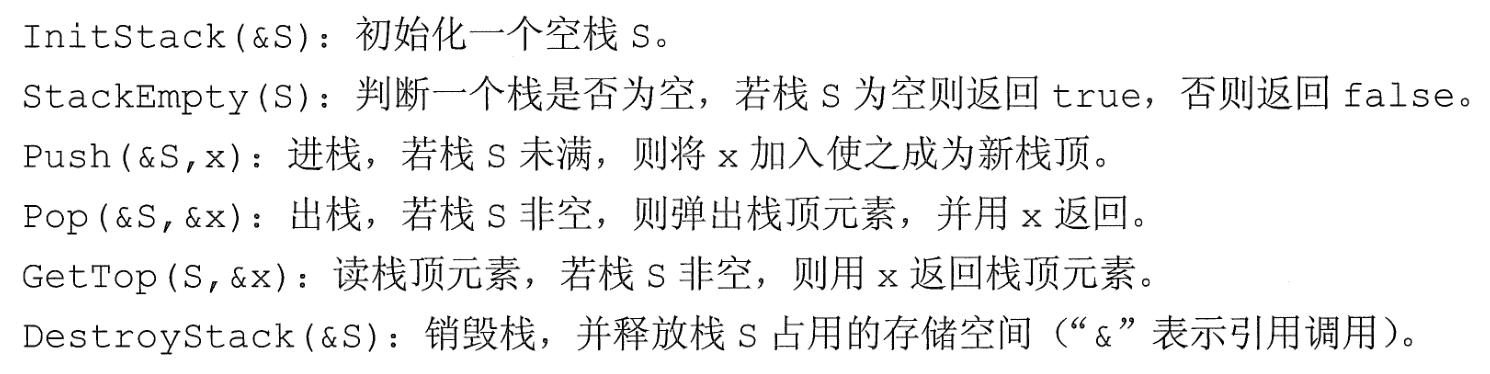 InitStack(&S)：初始化一个空栈 S。
StackEmpty(S)：判断一个栈是否为空，若栈 S 为空则返回 true，否则返回 false。
Push(&S,x)：进栈，若栈 S 未满，则将 x 加入使之成为新栈顶。
Pop(&S,&x)：出栈，若栈 S 非空，则弹出栈顶元素，并用 x 返回。
GetTop(S,&x)：读栈顶元素，若栈 S 非空，则用 x 返回栈顶元素。
DestroyStack(&S)：销毁栈，并释放栈 S 占用的存储空间（“&”表示引用调用）。